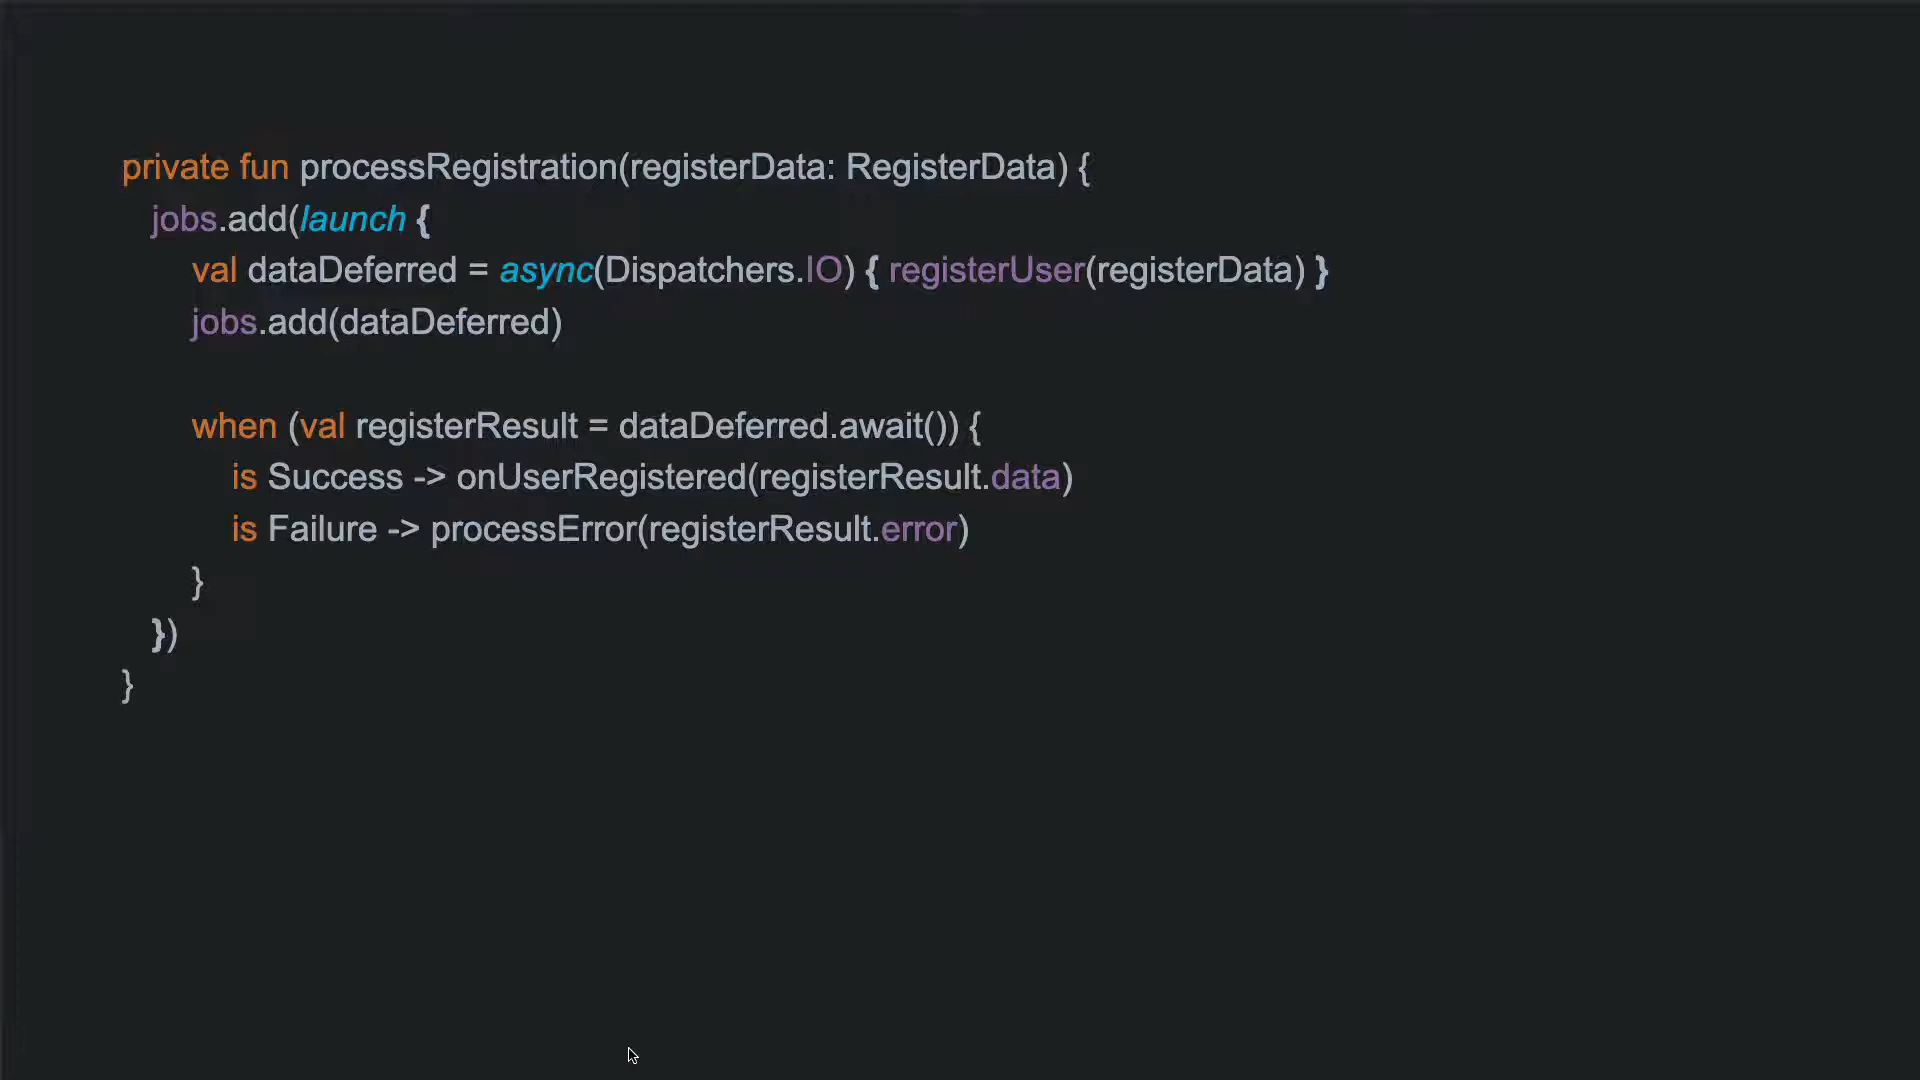 private fun processRegistration(registerData: RegisterData) {
jobs.add(launch {
val dataDeferred = async(Dispatchers.IO) { registerUser(registerData) }
jobs.add(dataDeferred)
when (val registerResult = dataDeferred.await()) {
is Success -> onUserRegistered(registerResult.data)
is Failure -> processError(registerResult.error)
}
})
}